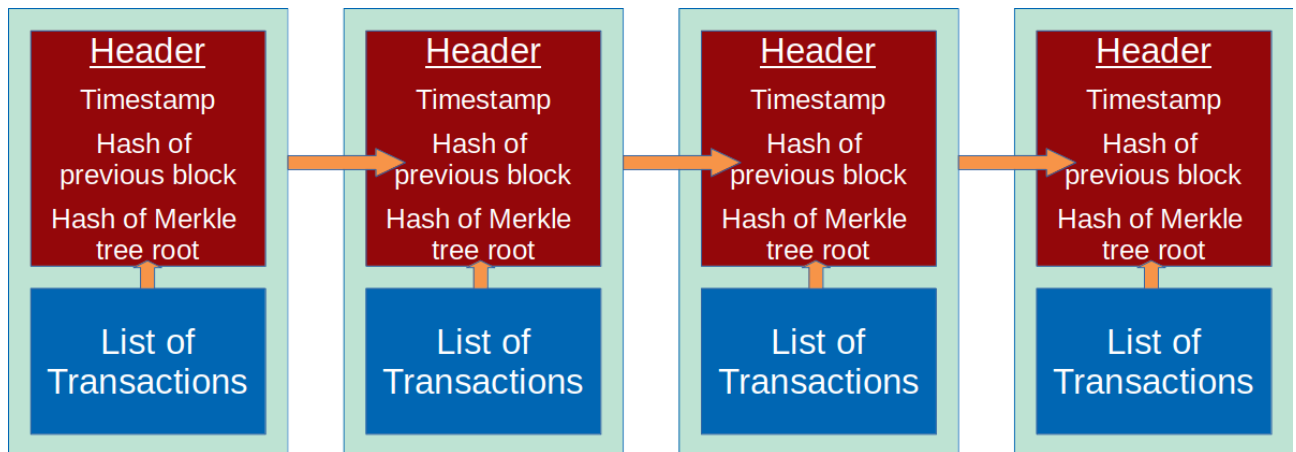 Header
Timestamp
Hash of
previous block
Hash of Merkle
tree root
List of
Transactions
Header
Timestamp
Hash of
previous block
Hash of Merkle
tree root
List of
Transactions
Header
Timestamp
Hash of
previous block
Hash of Merkle
tree root
List of
Transactions
Header
Timestamp
Hash of
previous block
Hash of Merkle
tree root
List of
Transactions